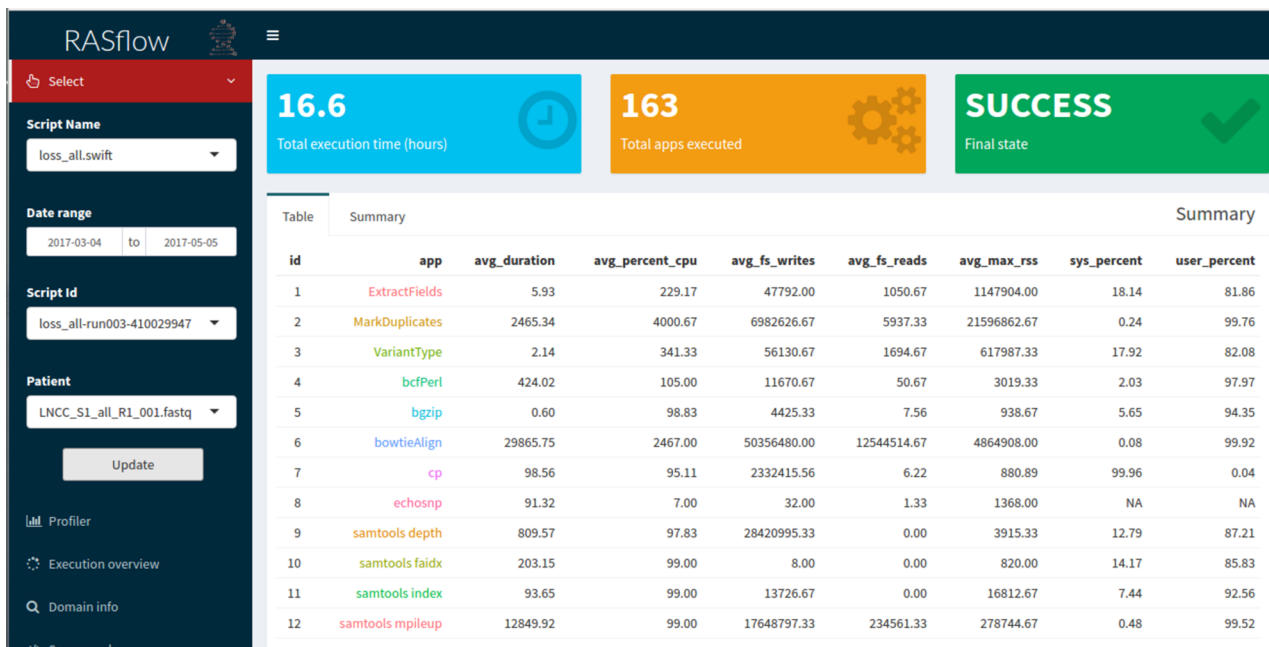 RASflow
Select
Script Name
loss_all.swift
Date range
2017-03-04 to 2017-05-05
Script Id
loss_all-run003-410029947
Patient
LNCC_S1_all_R1_001.fastq
Update
Profiler
Execution overview
Domain info
16.6
Total execution time (hours)
163
Total apps executed
SUCCESS
Final state
Table Summary Summary
id app avg_duration avg_percent_cpu avg_fs_writes avg_fs_reads avg_max_rss sys_percent user_percent
1 ExtractFields 5.93 229.17 47792.00 1050.67 1147904.00 18.14 81.86
2 MarkDuplicates 2465.34 4000.67 6982626.67 5937.33 21596862.67 0.24 99.76
3 VariantType 2.14 341.33 56130.67 1694.67 617987.33 17.92 82.08
4 bcfPerl 424.02 105.00 11670.67 50.67 3019.33 2.03 97.97
5 bgzip 0.60 98.83 4425.33 7.56 938.67 5.65 94.35
6 bowtieAlign 29865.75 2467.00 50356480.00 12544514.67 4864908.00 0.08 99.92
7 cp 98.56 95.11 2332415.56 6.22 880.89 99.96 0.04
8 echosnp 91.32 7.00 32.00 1.33 1368.00 NA NA
9 samtools depth 809.57 97.83 28420995.33 0.00 3915.33 12.79 87.21
10 samtools faidx 203.15 99.00 8.00 0.00 820.00 14.17 85.83
11 samtools index 93.65 99.00 13726.67 0.00 16812.67 7.44 92.56
12 samtools mpileup 12849.92 99.00 17648797.33 234561.33 278744.67 0.48 99.52